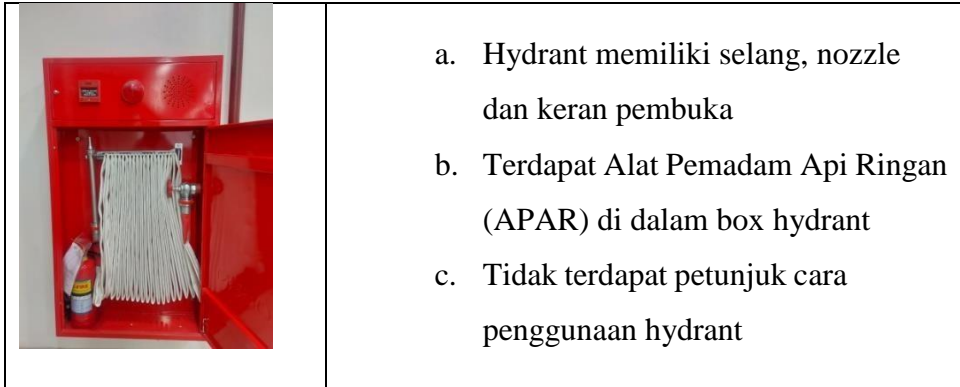 a. Hydrant memiliki selang, nozzle
dan keran pembuka
b. Terdapat Alat Pemadam Api Ringan
(APAR) di dalam box hydrant
c. Tidak terdapat petunjuk cara
penggunaan hydrant